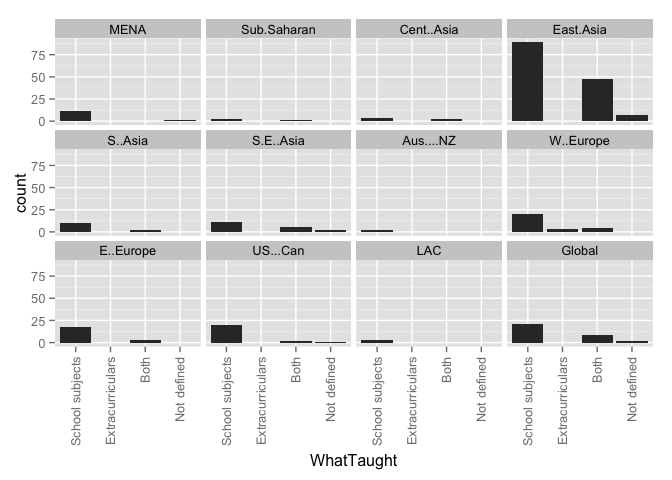 MENA Sub.Saharan Cent..Asia East.Asia
75
50
25
0
S..Asia S.E..Asia Aus....NZ W..Europe
75
50
25
0
E..Europe US...Can LAC Global
75
50
25
0
count
School subjects Extracurriculars Both Not defined School subjects Extracurriculars Both Not defined School subjects Extracurriculars Both Not defined School subjects Extracurriculars Both Not defined
WhatTaught